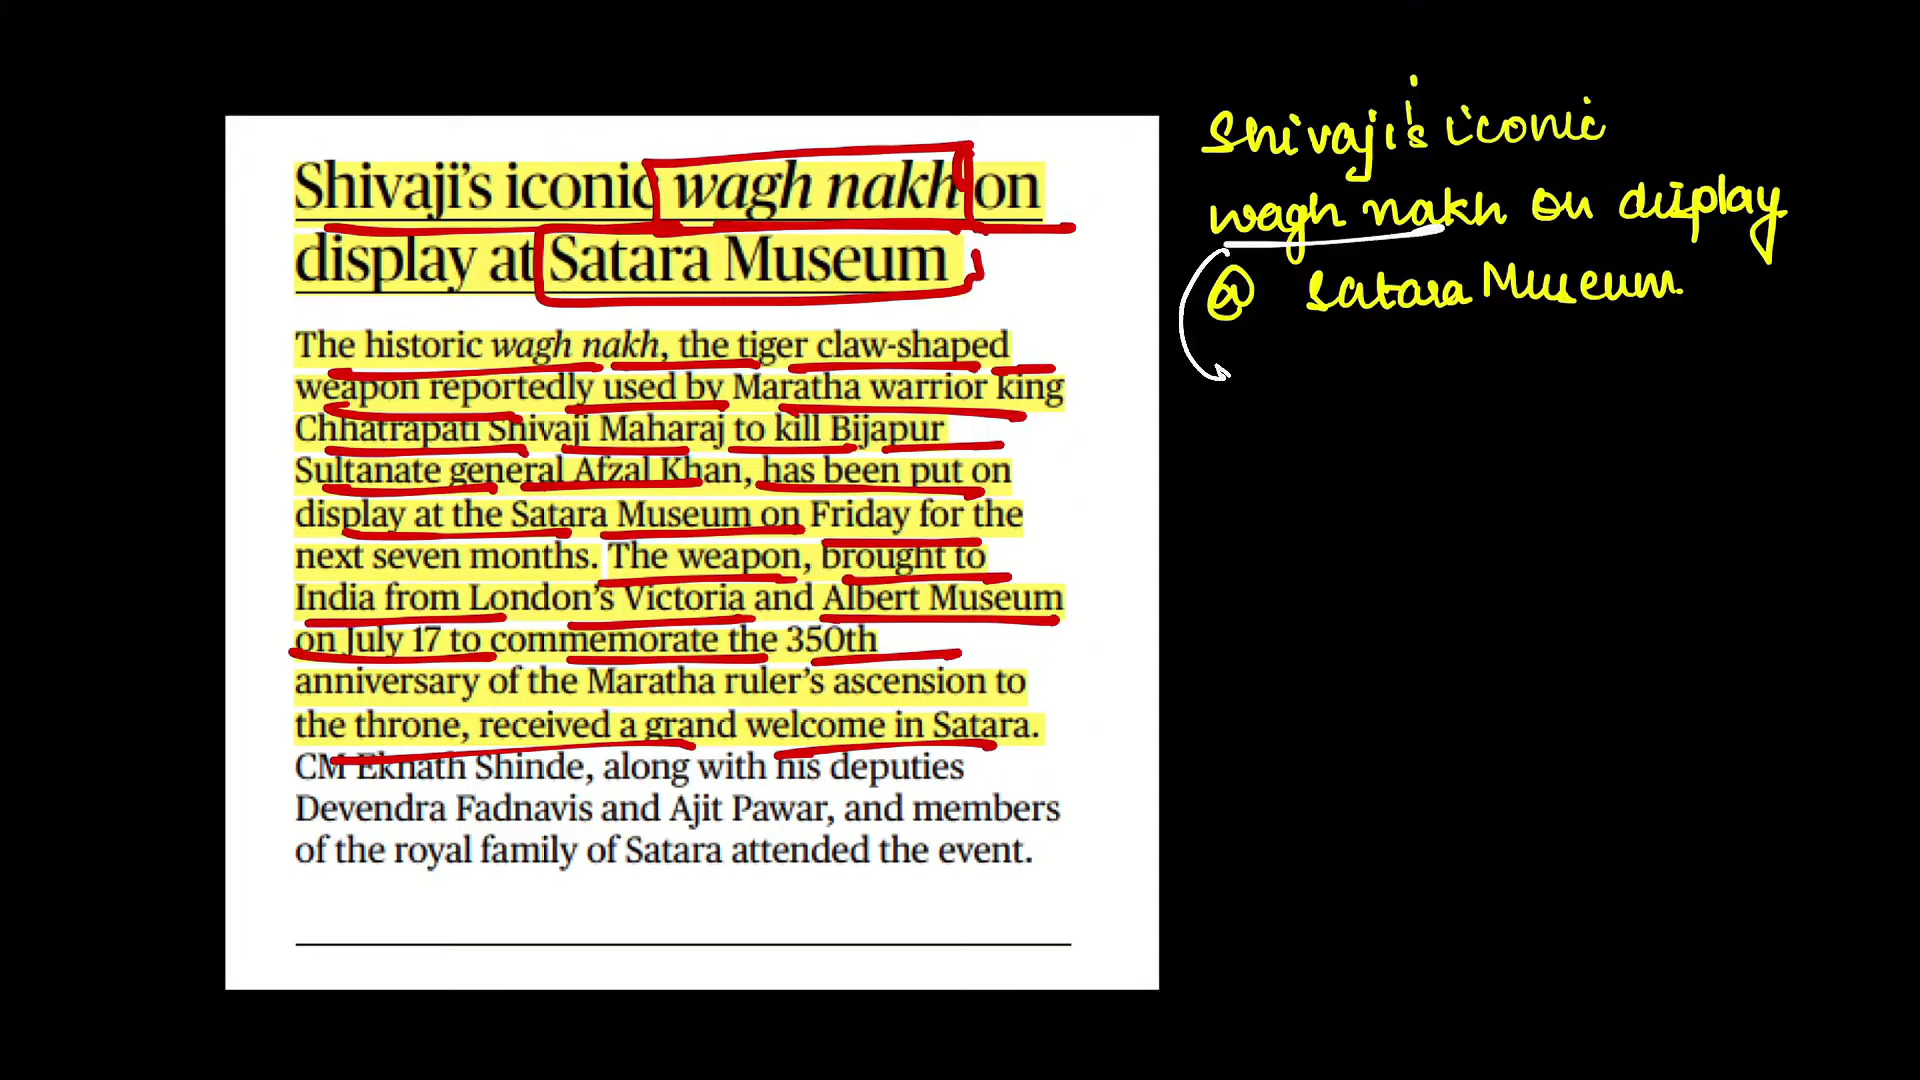 Shivaji's iconic wagh nakh on
display at Satara Museum
The historic wagh nakh, the tiger claw-shaped
weapon reportedly used by Maratha warrior king
Chhatrapati Shivaji Maharaj to kill Bijapur
Sultanate general Afzal Khan, has been put on
display at the Satara Museum on Friday for the
next seven months. The weapon, brought to
India from London's Victoria and Albert Museum
on July 17 to commemorate the 350th
anniversary of the Maratha ruler's ascension to
the throne, received a grand welcome in Satara.
CM Eknath Shinde, along with his deputies
Devendra Fadnavis and Ajit Pawar, and members
of the royal family of Satara attended the event.
Shivaji's iconic
wagh nakh on display
@ Satara Museum.